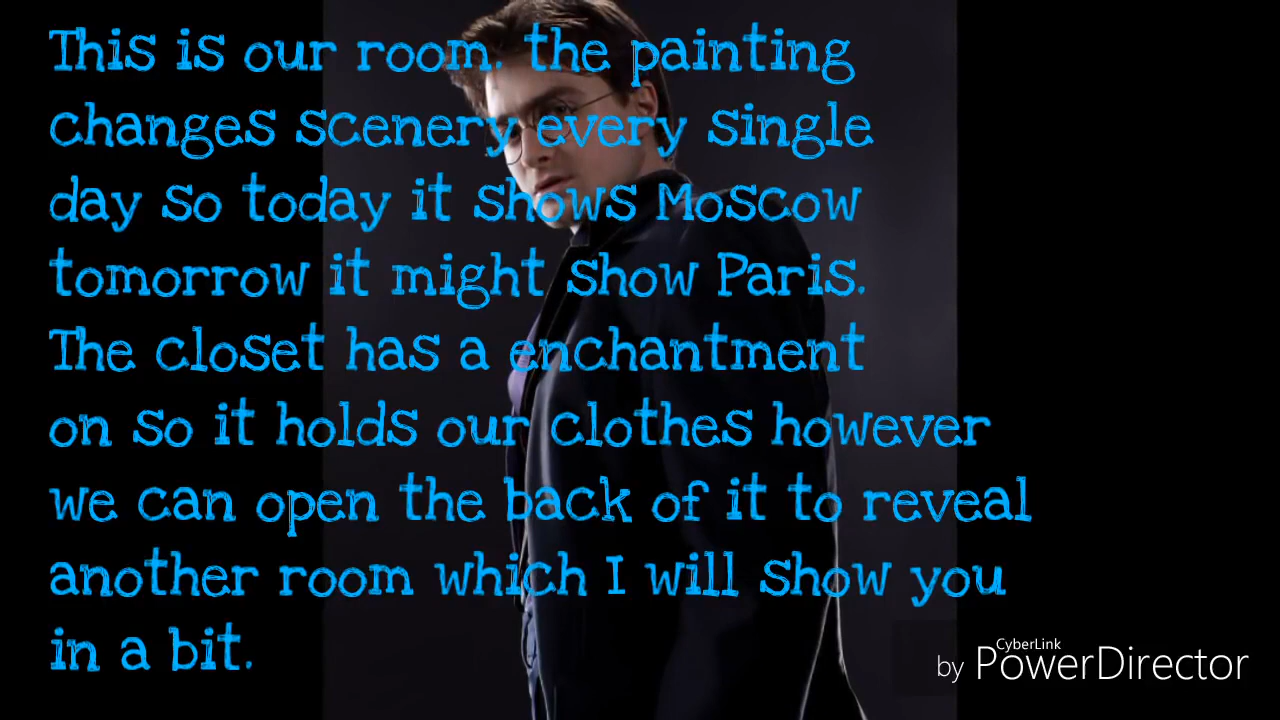 This is our room. the painting
changes scenery every single
day so today it shows Moscow
tomorrow it might show Paris.
The closet has a enchantment
on so it holds our clothes however
we can open the back of it to reveal
another room which I will show you
in a bit.
CyberLink
by PowerDirector